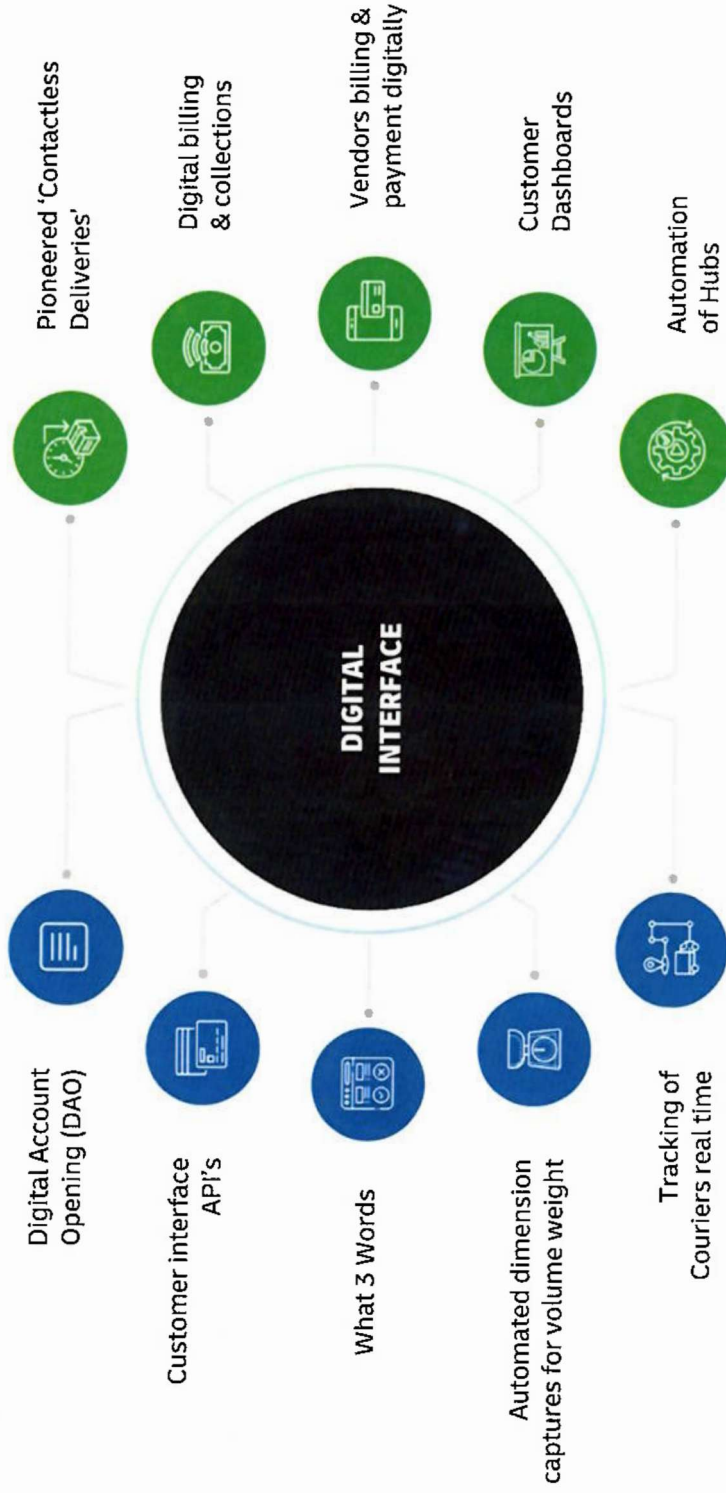 Digital Account
Opening (DAO)
Customer interface
API's
What 3 Words
Automated dimension
captures for volume weight
Tracking of
Couriers real time
DIGITAL
INTERFACE
Pioneered ‘Contactless
Deliveries’
Digital billing
& collections
Vendors billing &
payment digitally
Customer
Dashboards
Automation
of Hubs